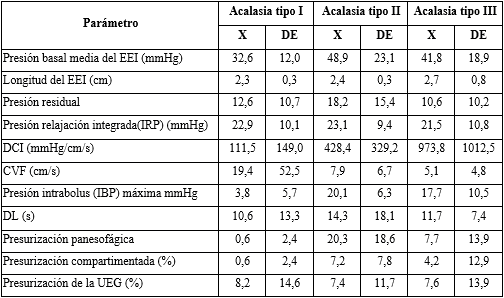 Parámetro Acalasia tipo I Acalasia tipo II Acalasia tipo III
X DE X DE X DE
Presión basal media del EEI (mmHg) 32,6 12,0 48,9 23,1 41,8 18,9
Longitud del EEI (cm) 2,3 0,3 2,4 0,3 2,7 0,8
Presión residual 12,6 10,7 18,2 15,4 10,6 10,2
Presión relajación integrada(IRP) (mmHg) 22,9 10,1 23,1 9,4 21,5 10,8
DCI (mmHg/cm/s) 111,5 149,0 428,4 329,2 973,8 1012,5
CVF (cm/s) 19,4 52,5 7,9 6,7 5,1 4,8
Presión intrabolus (IBP) máxima mmHg 3,8 5,7 20,1 6,3 17,7 10,5
DL (s) 10,6 13,3 14,3 18,1 11,7 7,4
Presurización panesofágica 0,6 2,4 20,3 18,6 7,7 13,9
Presurización compartimentada (%) 0,6 2,4 7,2 7,8 4,2 12,9
Presurización de la UEG (%) 8,2 14,6 7,4 11,7 7,6 13,9